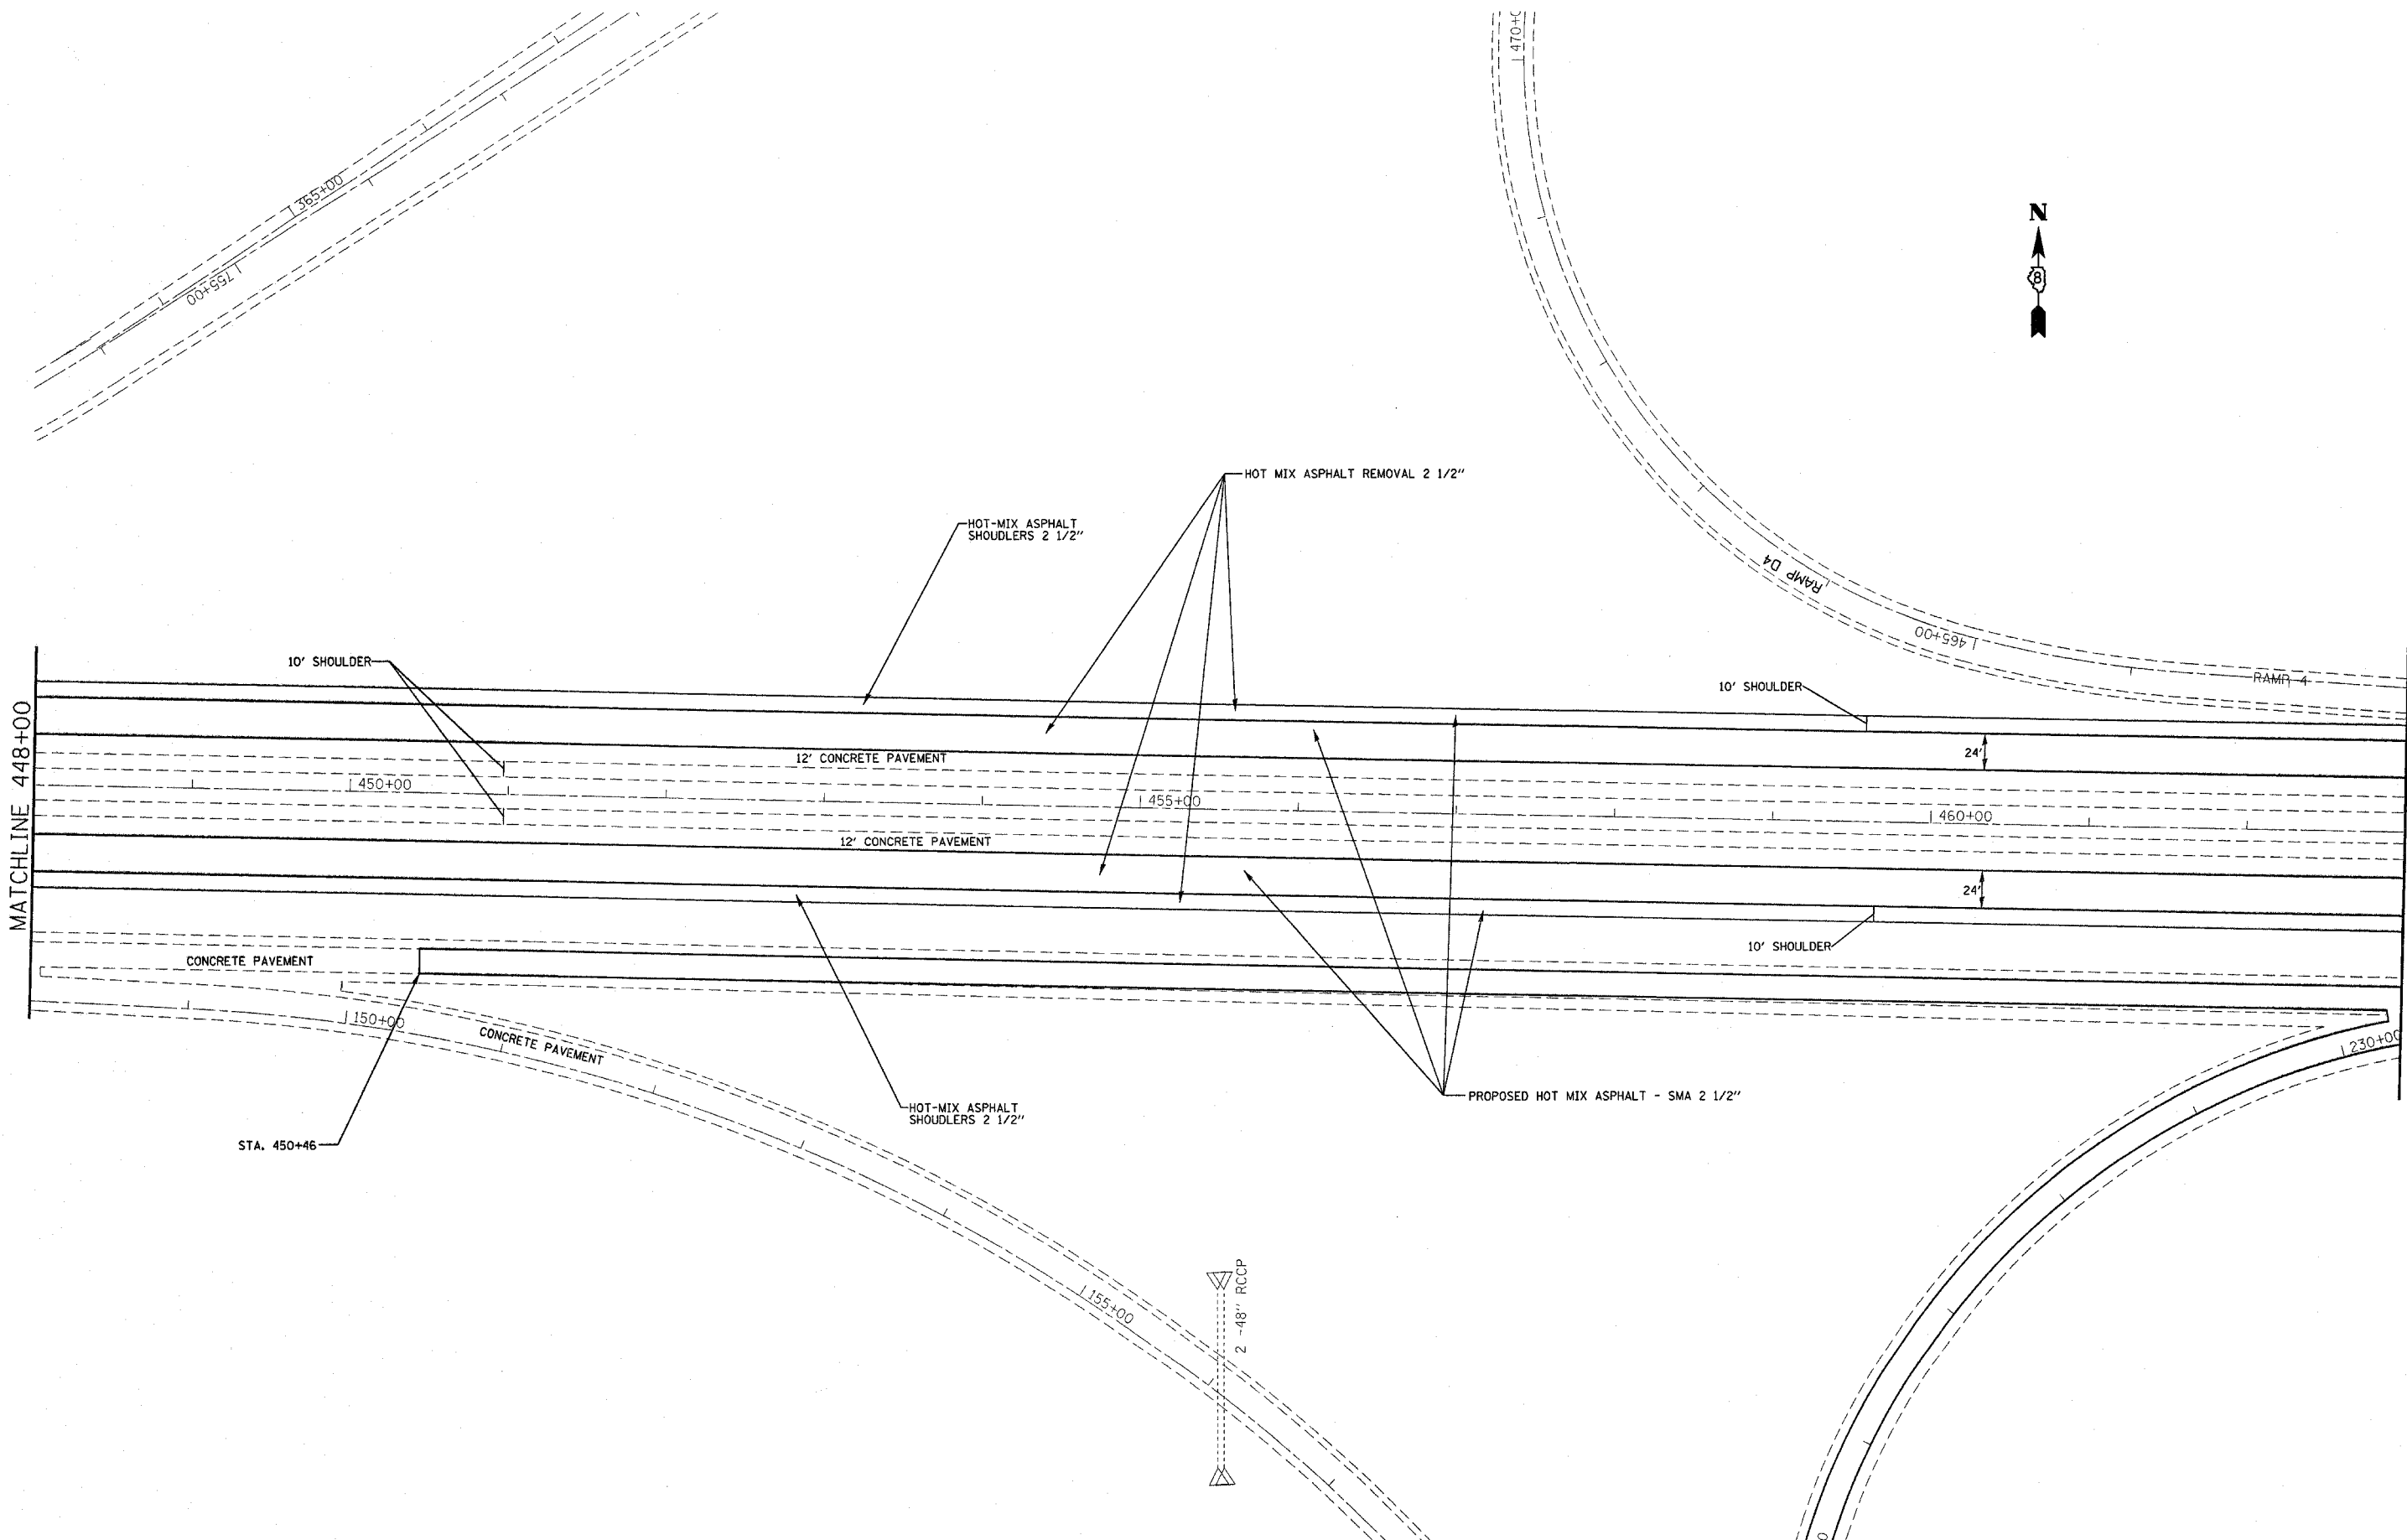 470+0
365+00
755+00
N
8
HOT MIX ASPHALT REMOVAL 2 1/2"
HOT-MIX ASPHALT
SHOUDLERS 2 1/2"
RAMP D4
465+00
RAMP 4
10' SHOULDER
10' SHOULDER
MATCHLINE 448+00
24'
12' CONCRETE PAVEMENT
450+00
455+00
460+00
12' CONCRETE PAVEMENT
24'
10' SHOULDER
CONCRETE PAVEMENT
150+00
CONCRETE PAVEMENT
230+00
PROPOSED HOT MIX ASPHALT - SMA 2 1/2"
HOT-MIX ASPHALT
SHOUDLERS 2 1/2"
STA. 450+46
155+00
2 -48" RCCP